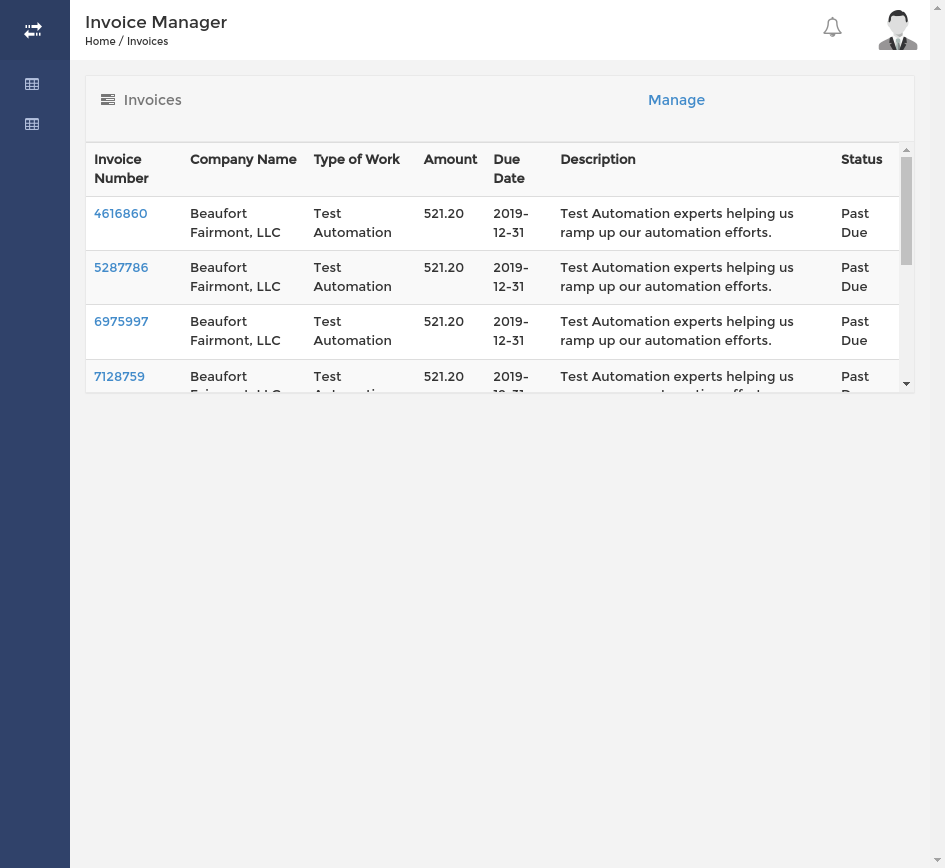 Invoice Manager
Home / Invoices
Invoices
Manage
Invoice Number Company Name Type of Work Amount Due Date Description Status
4616860 Beaufort Test 521.20 2019- Test Automation experts helping us Past
Fairmont, LLC Automation 12-31 ramp up our automation efforts. Due
5287786 Beaufort Test 521.20 2019- Test Automation experts helping us Past
Fairmont, LLC Automation 12-31 ramp up our automation efforts. Due
6975997 Beaufort Test 521.20 2019- Test Automation experts helping us Past
Fairmont, LLC Automation 12-31 ramp up our automation efforts. Due
7128759 Beaufort Test 521.20 2019- Test Automation experts helping us Past